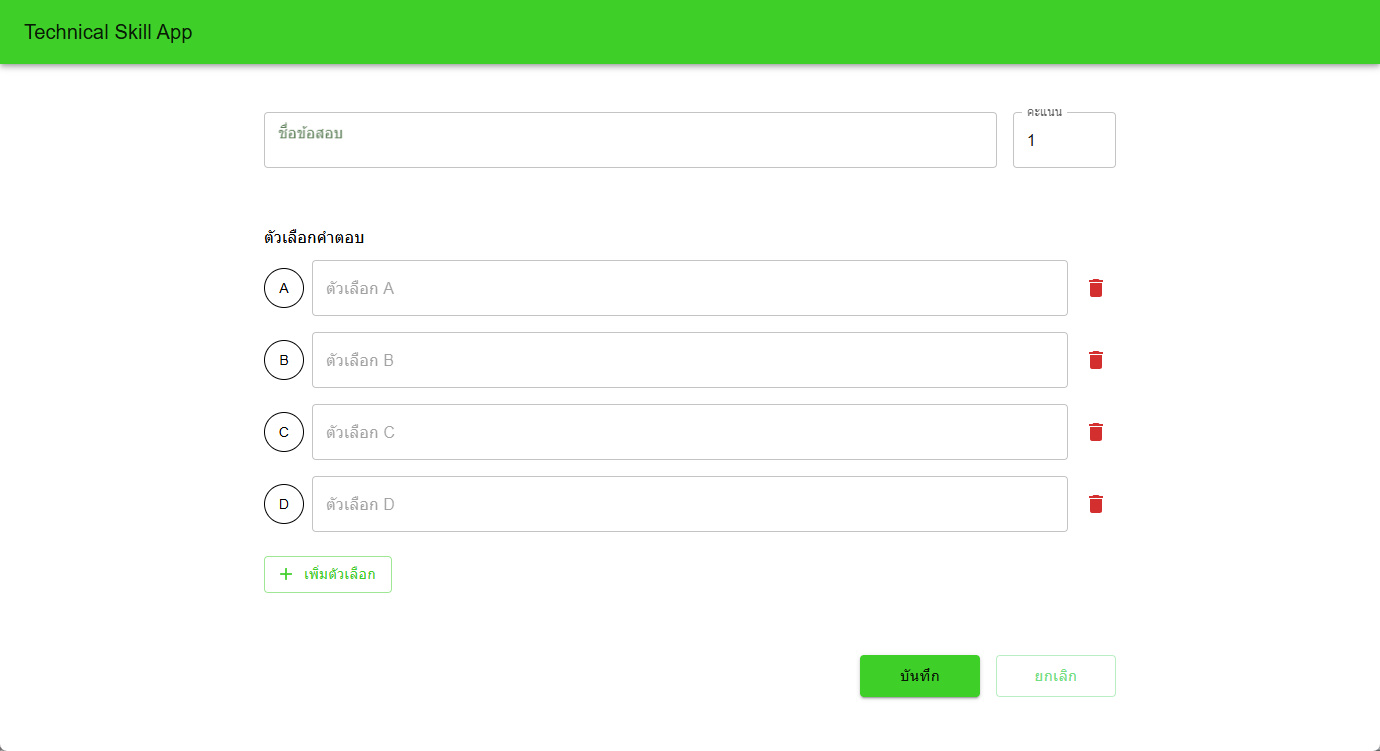 Technical Skill App
คะแนน
ชื่อข้อสอบ
1
ตัวเลือกคำตอบ
A ตัวเลือก A
B ตัวเลือก B
C ตัวเลือก C
D ตัวเลือก D
+ เพิ่มตัวเลือก
บันทึก ยกเลิก